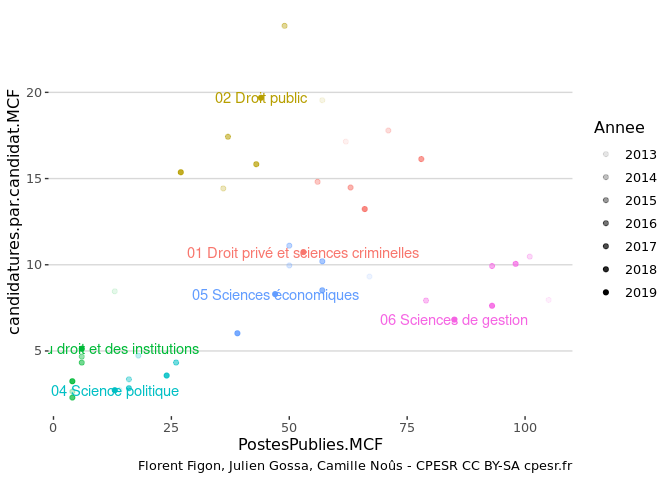 candidatures.par.candidat.MCF
20
15
10
5
02 Droit public
01 Droit privé et sciences criminelles
05 Sciences économiques
06 Sciences de gestion
droit et des institutions
04 Science politique
0
25
50
75
100
PostesPublies.MCF
Annee
2013
2014
2015
2016
2017
2018
2019
Florent Figon, Julien Gossa, Camille Noûs - CPESR CC BY-SA cpesr.fr